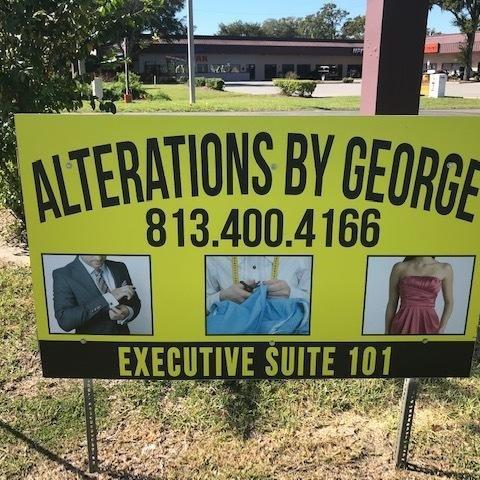 ALTERATIONS BY GEORGE
813.400.4166
EXECUTIVE SUITE 101